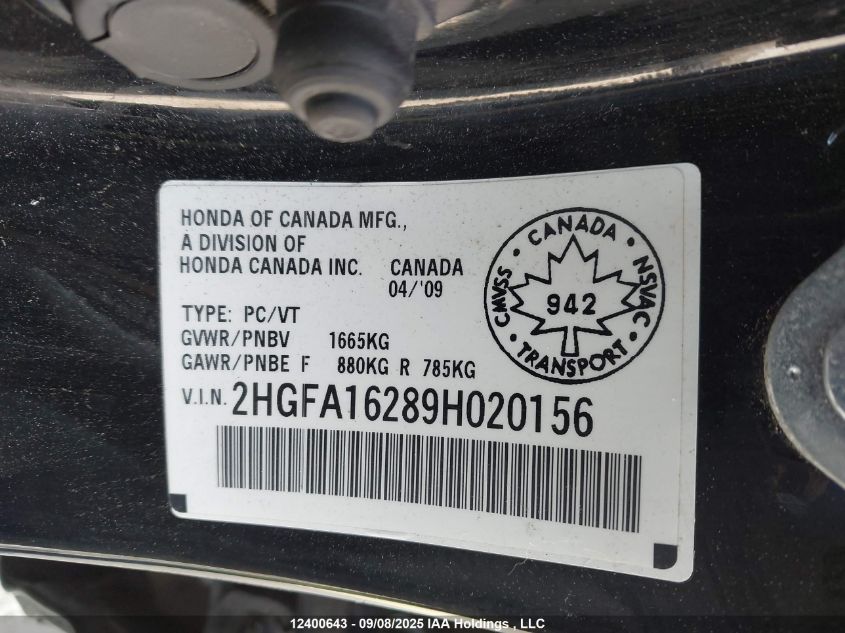 HONDA OF CANADA MFG.,
A DIVISION OF
HONDA CANADA INC. CANADA
04/'09
TYPE: PC/VT
GVWR/PNBV 1665KG
GAWR/PNBE F 880KG R 785KG
V.I.N. 2HGFA16289H020156
CANADA
CMVSS
NSVAC
942
TRANSPORT
12400643 - 09/08/2025 IAA Holdings , LLC